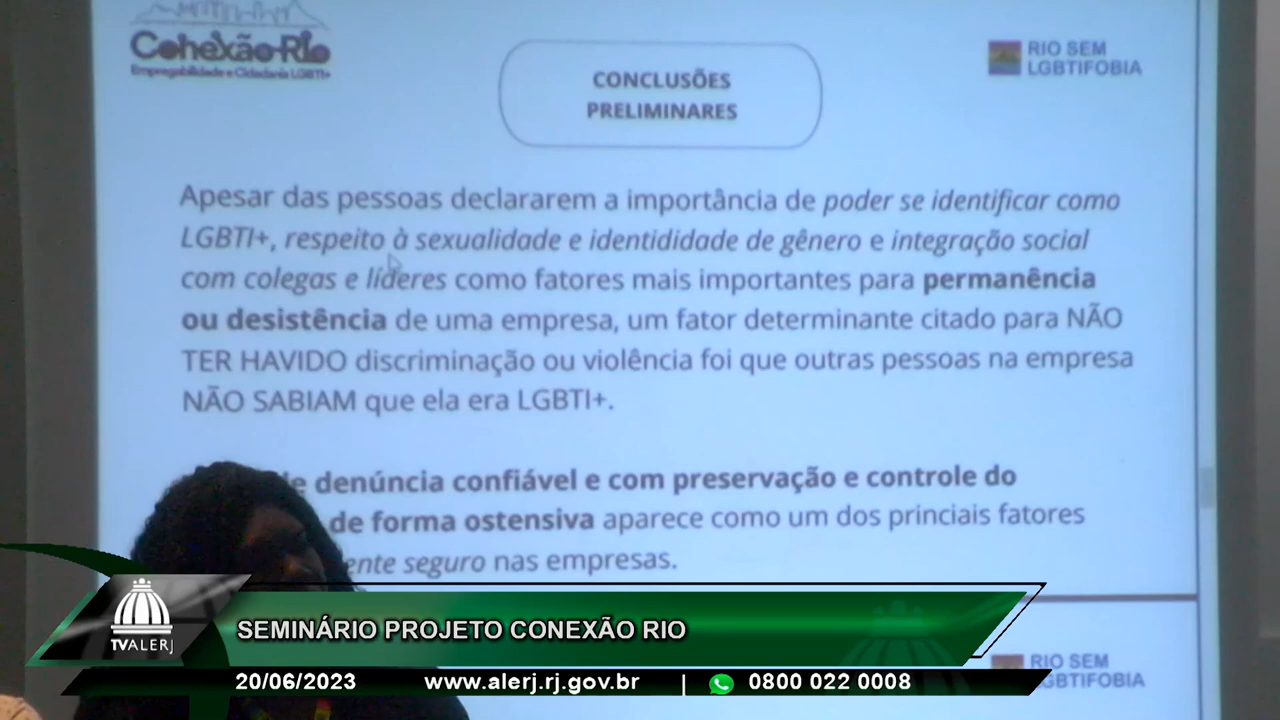 Conexão Rio
Empregabilidade e Cidadania LGBTI+
RIO SEM
LGBTIFOBIA
CONCLUSÕES
PRELIMINARES
Apesar das pessoas declararem a importância de poder se identificar como
LGBTI+, respeito à sexualidade e identididade de gênero e integração social
com colegas e líderes como fatores mais importantes para permanência
ou desistência de uma empresa, um fator determinante citado para NÃO
TER HAVIDO discriminação ou violência foi que outras pessoas na empresa
NÃO SABIAM que ela era LGBTI+.
denúncia confiável e com preservação e controle do
de forma ostensiva aparece como um dos princiais fatores
seguro nas empresas.
TVALERJ
SEMINÁRIO PROJETO CONEXÃO RIO
RIO SEM
LGBTIFOBIA
20/06/2023 www.alerj.rj.gov.br | 0800 022 0008